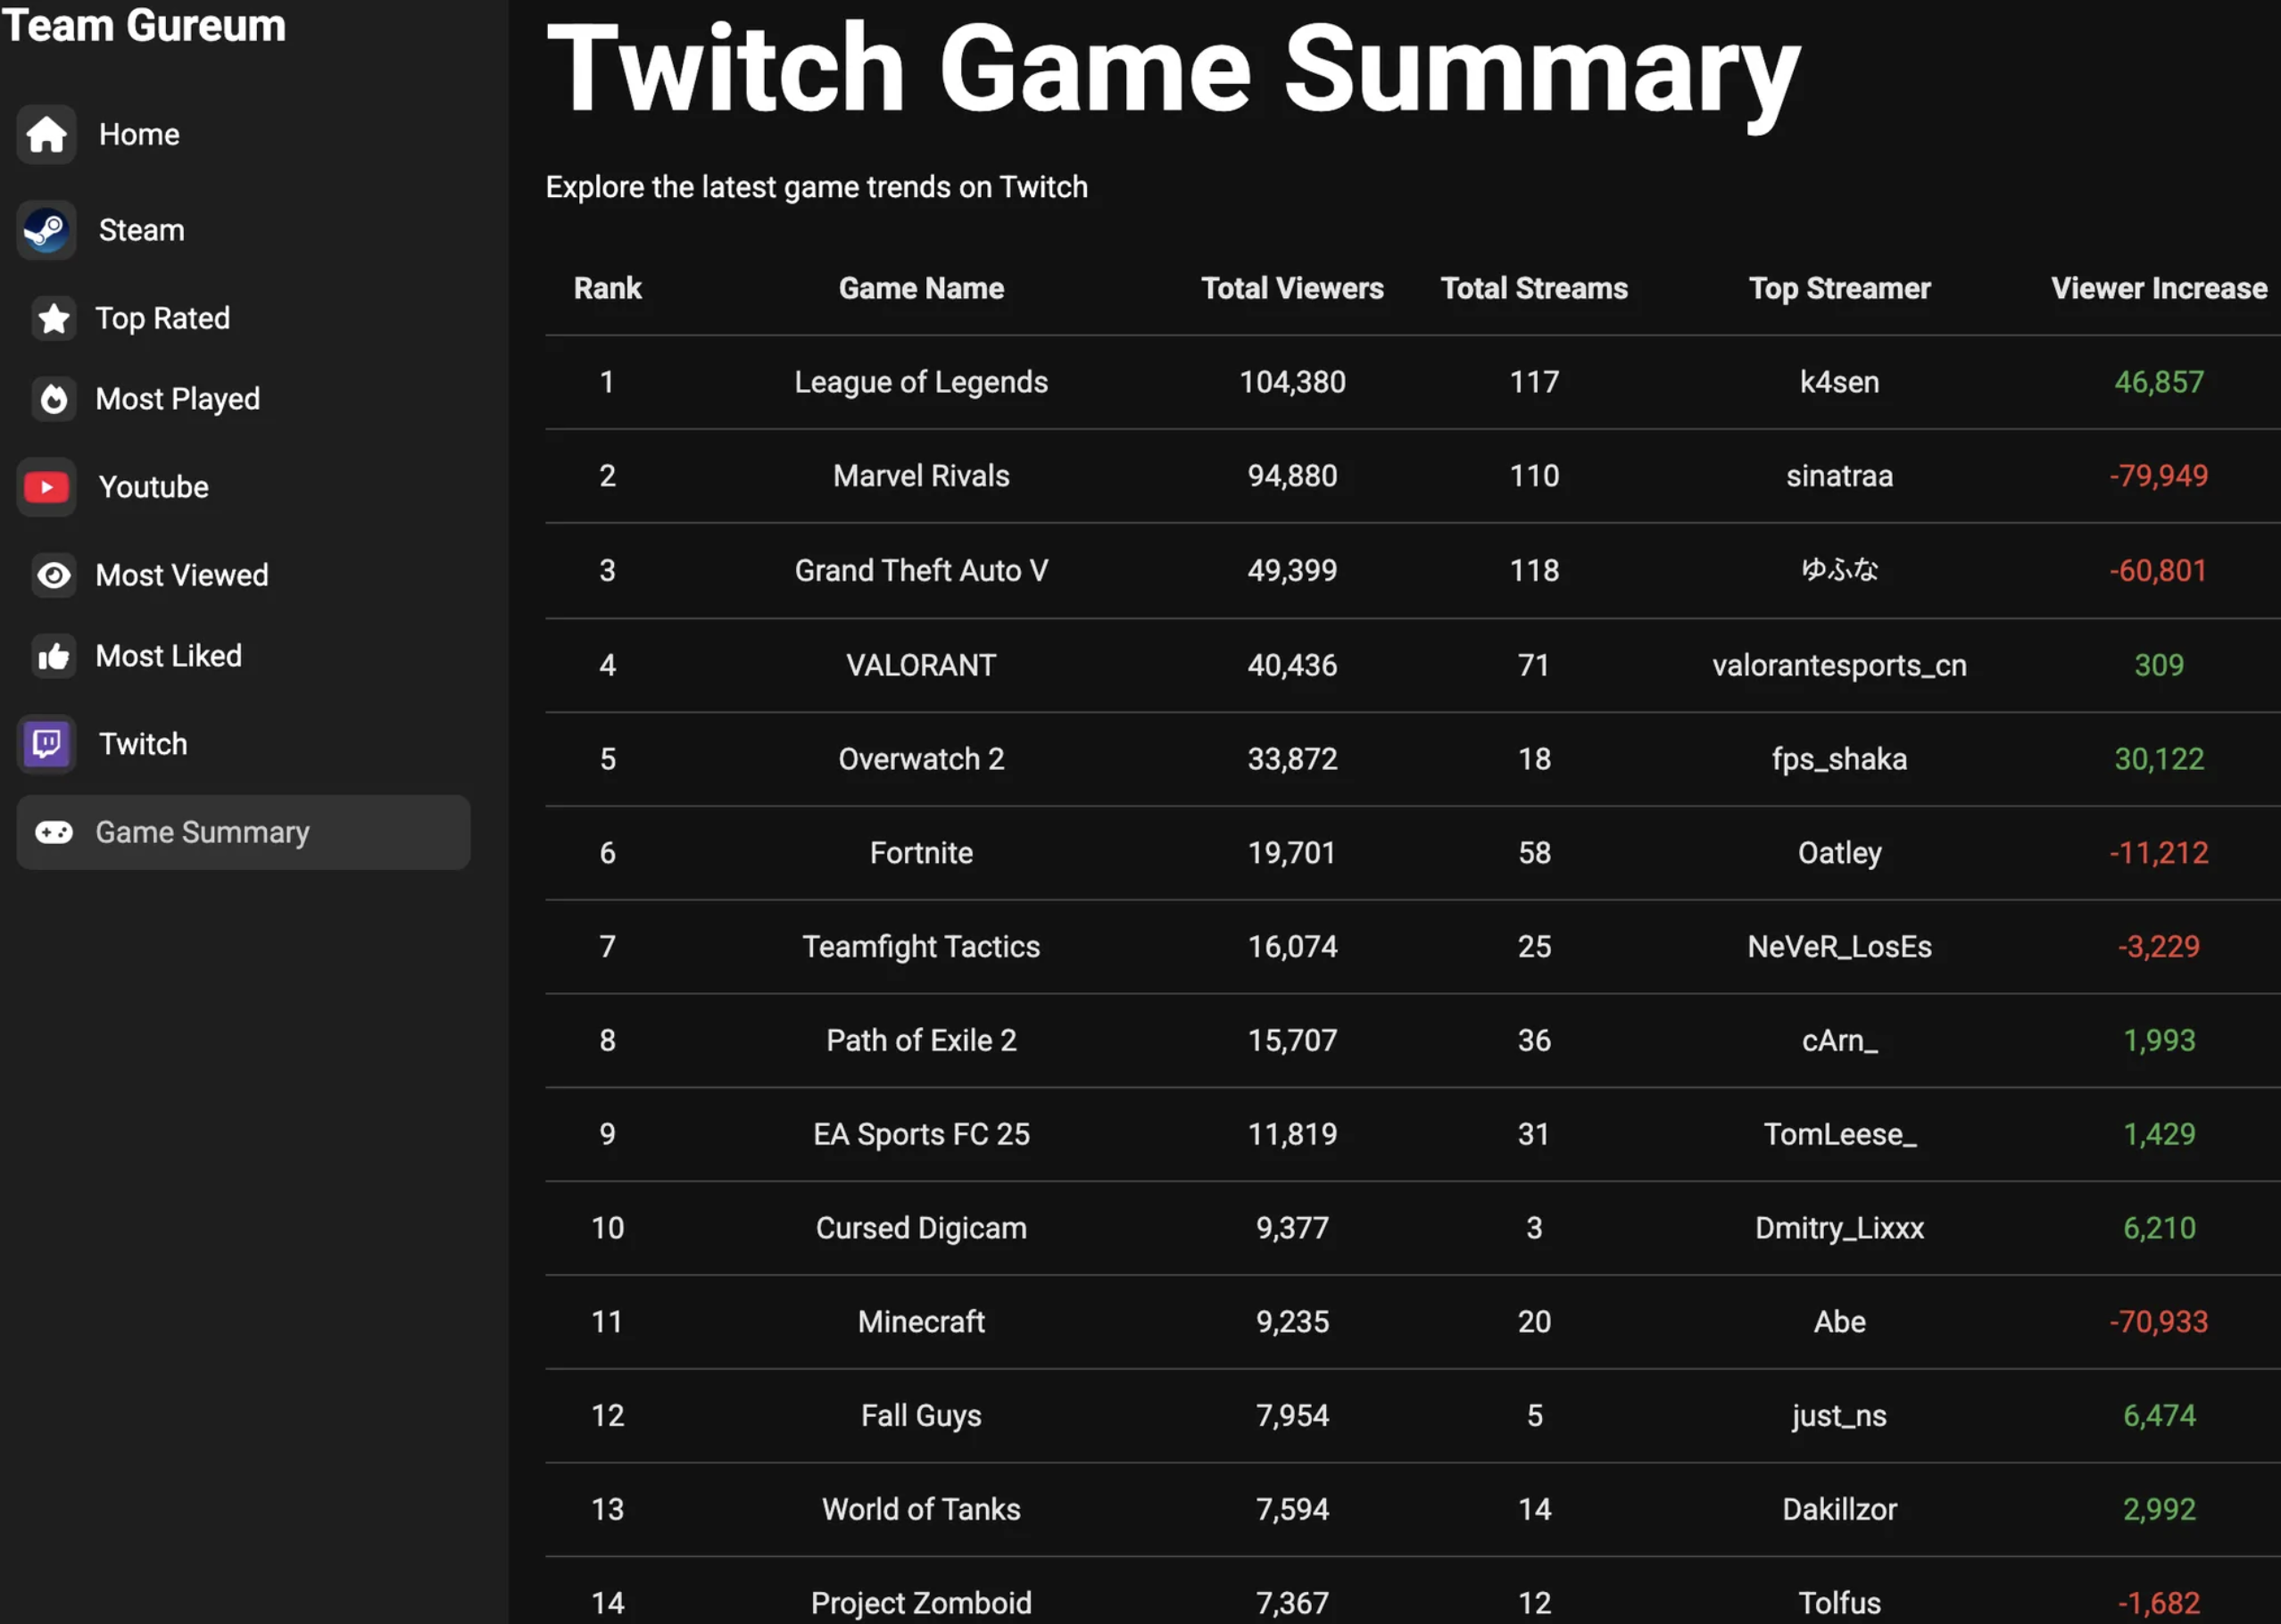 Team Gureum
Home
Steam
Top Rated
Most Played
Youtube
Most Viewed
Most Liked
Twitch
Game Summary
Twitch Game Summary
Explore the latest game trends on Twitch
Rank Game Name Total Viewers Total Streams Top Streamer Viewer Increase
1 League of Legends 104,380 117 k4sen 46,857
2 Marvel Rivals 94,880 110 sinatraa -79,949
3 Grand Theft Auto V 49,399 118 ゆふな -60,801
4 VALORANT 40,436 71 valorantesports_cn 309
5 Overwatch 2 33,872 18 fps_shaka 30,122
6 Fortnite 19,701 58 Oatley -11,212
7 Teamfight Tactics 16,074 25 NeVeR_LosEs -3,229
8 Path of Exile 2 15,707 36 cArn_ 1,993
9 EA Sports FC 25 11,819 31 TomLeese_ 1,429
10 Cursed Digicam 9,377 3 Dmitry_Lixxx 6,210
11 Minecraft 9,235 20 Abe -70,933
12 Fall Guys 7,954 5 just_ns 6,474
13 World of Tanks 7,594 14 Dakillzor 2,992
14 Project Zomboid 7,367 12 Tolfus -1,682